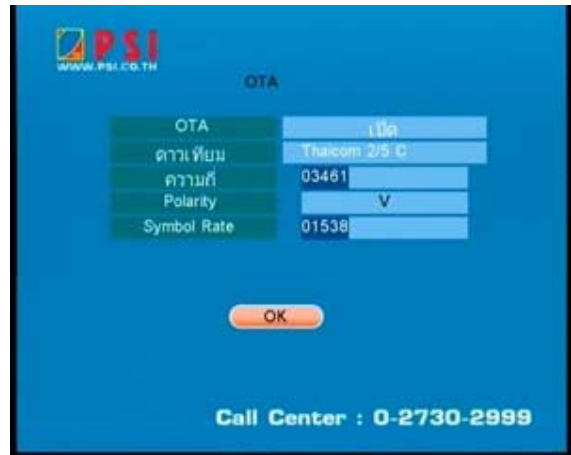 PSI
WWW.PSI.CO.TH
OTA
OTA เปิด
ดาวเทียม Thaicom 2/5 C
ความถี่ 03461
Polarity V
Symbol Rate 01538
OK
Call Center : 0-2730-2999